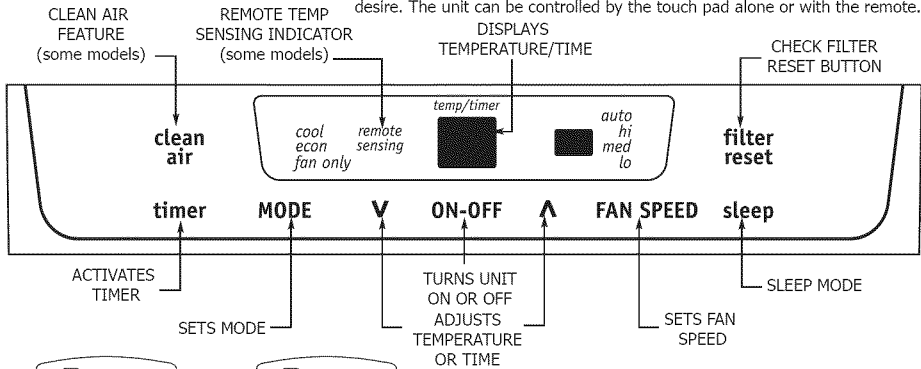 desire. The unit can be controlled by the touch pad alone or with the remote.
CLEAN AIR
FEATURE
(some models)
REMOTE TEMP
SENSING INDICATOR
(some models)
DISPLAYS
TEMPERATURE/TIME
CHECK FILTER
RESET BUTTON
clean
air
cool
econ
fan only
remote
sensing
temp/timer
auto
hi
med
lo
filter
reset
timer MODE V ON-OFF Λ FAN SPEED sleep
ACTIVATES
TIMER
SETS MODE
TURNS UNIT
ON OR OFF
ADJUSTS
TEMPERATURE
OR TIME
SETS FAN
SPEED
SLEEP MODE